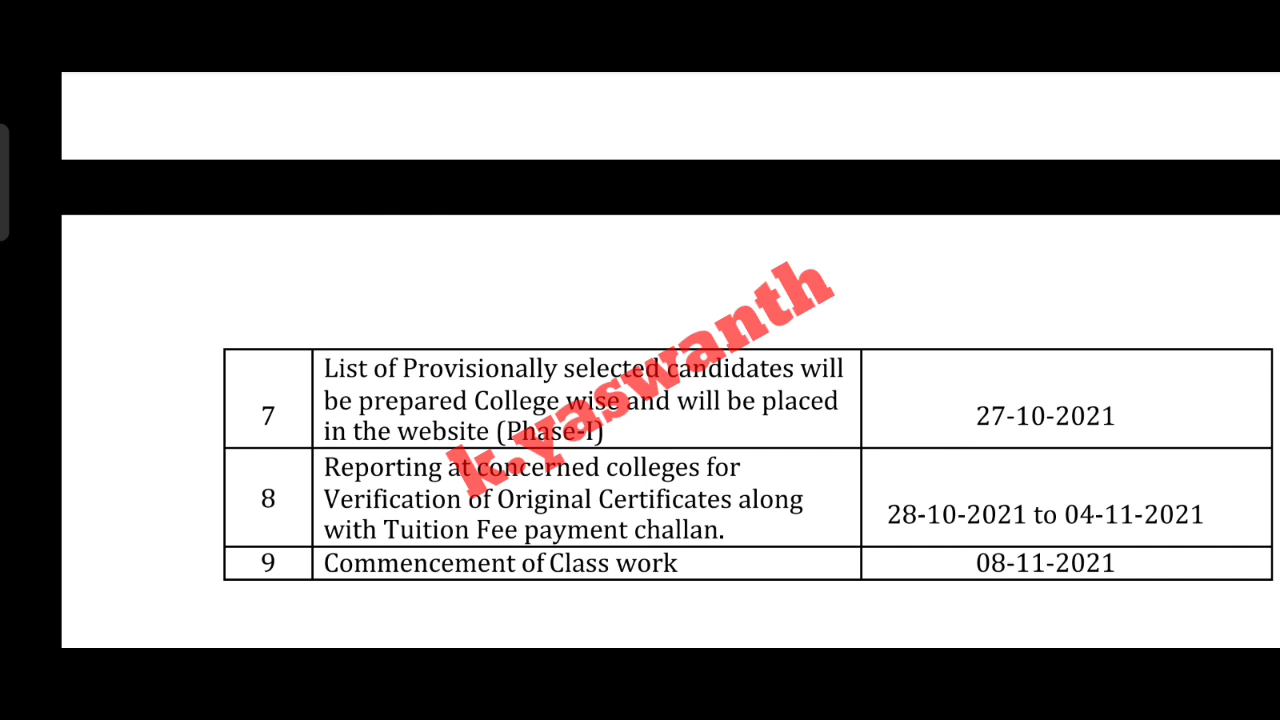 List of Provisionally selected candidates will
be prepared College wise and will be placed
in the website (Phase-I)
7
27-10-2021
Reporting at concerned colleges for
Verification of Original Certificates along
with Tuition Fee payment challan.
8
28-10-2021 to 04-11-2021
9 Commencement of Class work 08-11-2021
k.yaswanth